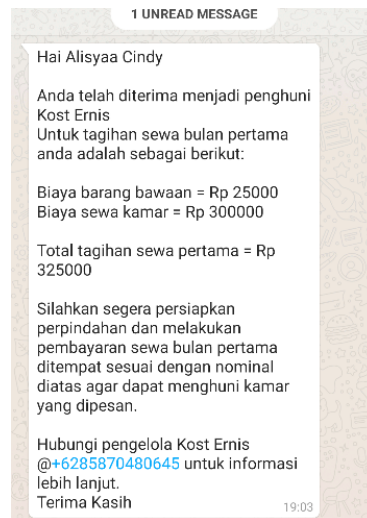 1 UNREAD MESSAGE
Hai Alisyaa Cindy
Anda telah diterima menjadi penghuni
Kost Ernis
Untuk tagihan sewa bulan pertama
anda adalah sebagai berikut:
Biaya barang bawaan = Rp 25000
Biaya sewa kamar = Rp 300000
Total tagihan sewa pertama = Rp
325000
Silahkan segera persiapkan
perpindahan dan melakukan
pembayaran sewa bulan pertama
ditempat sesuai dengan nominal
diatas agar dapat menghuni kamar
yang dipesan.
Hubungi pengelola Kost Ernis
@+6285870480645 untuk informasi
lebih lanjut.
Terima Kasih
19:03